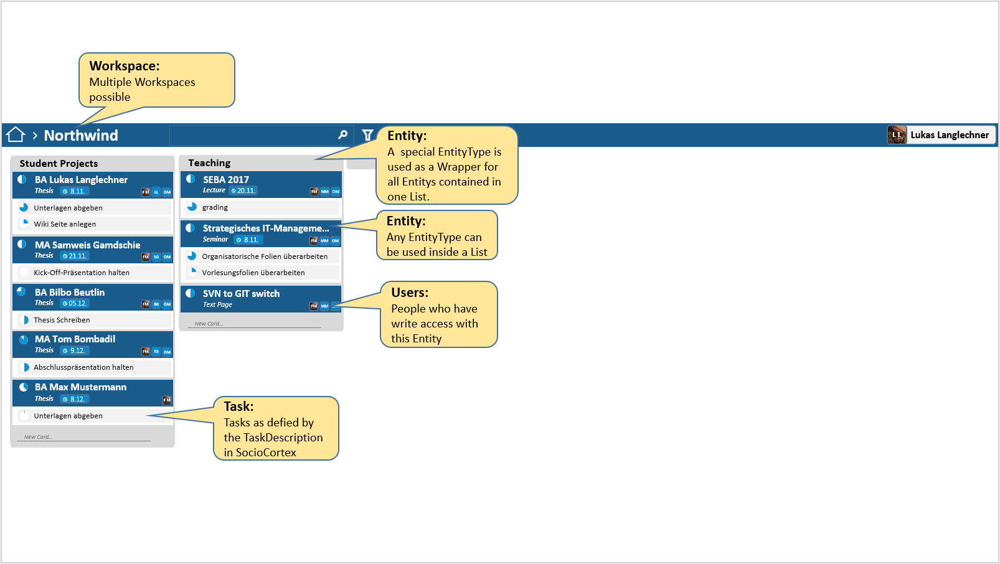 Workspace:
Multiple Workspaces
possible
Northwind
Lukas Langlechner
LL
Student Projects
BA Lukas Langlechner
Thesis 8.11.
FM LL OM
Unterlagen abgeben
Wiki Seite anlegen
MA Samweis Gamdschie
Thesis 21.11.
FM SG OM
Kick-Off-Präsentation halten
BA Bilbo Beutlin
Thesis 05.12.
FM BB OM
Thesis Schreiben
MA Tom Bombadil
Thesis 9.12.
FM TB OM
Abschlusspräsentation halten
BA Max Mustermann
Thesis 8.12.
FM
Unterlagen abgeben
New Card...
Teaching
SEBA 2017
Lecture 20.11.
FM MM OM
grading
Strategisches IT-Manageme...
Seminar 8.11.
FM MM OM
Organisatorische Folien überarbeiten
Vorlesungsfolien überarbeiten
SVN to GIT switch
Text Page
FM MM
New Card...
Entity:
A  special EntityType is
used as a Wrapper for
all Entitys contained in
one List.
Entity:
Any EntityType can
be used inside a List
Users:
People who have
write access with
this Entity
Task:
Tasks as defied by
the TaskDescription
in SocioCortex